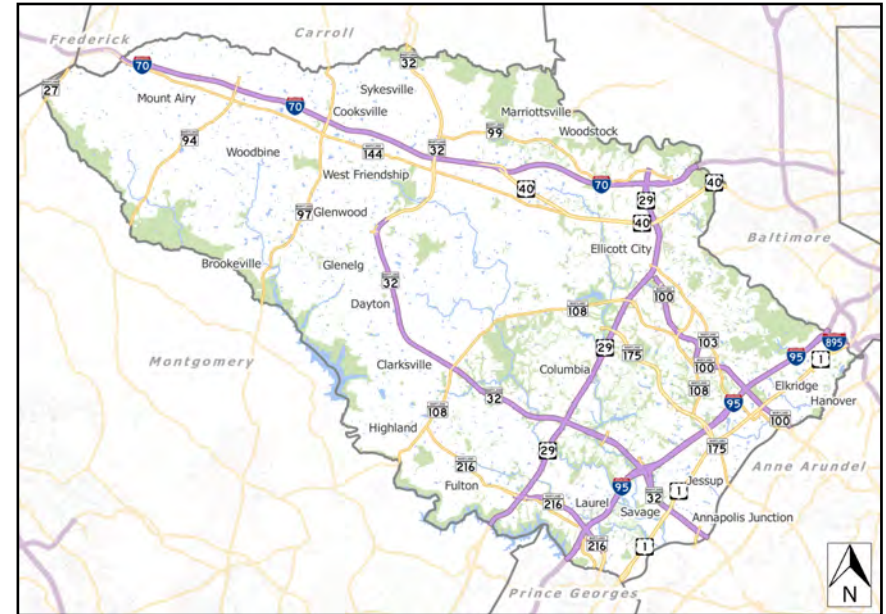 Frederick
Carroll
70
27
32
Mount Airy
70
Sykesville
Cooksville
Marriottsville
94
99
Woodstock
Woodbine
144
32
West Friendship
40
70
29
40
97
Glenwood
40
Ellicott City
Baltimore
Brookeville
Glenelg
32
100
Dayton
108
103
895
29
175
95
1
Montgomery
Clarksville
Columbia
100
Elkridge
108
32
108
95
Hanover
100
Highland
29
175
216
Anne Arundel
Fulton
95
Jessup
32
1
Laurel
216
Savage
Annapolis Junction
216
1
Prince Georges
N